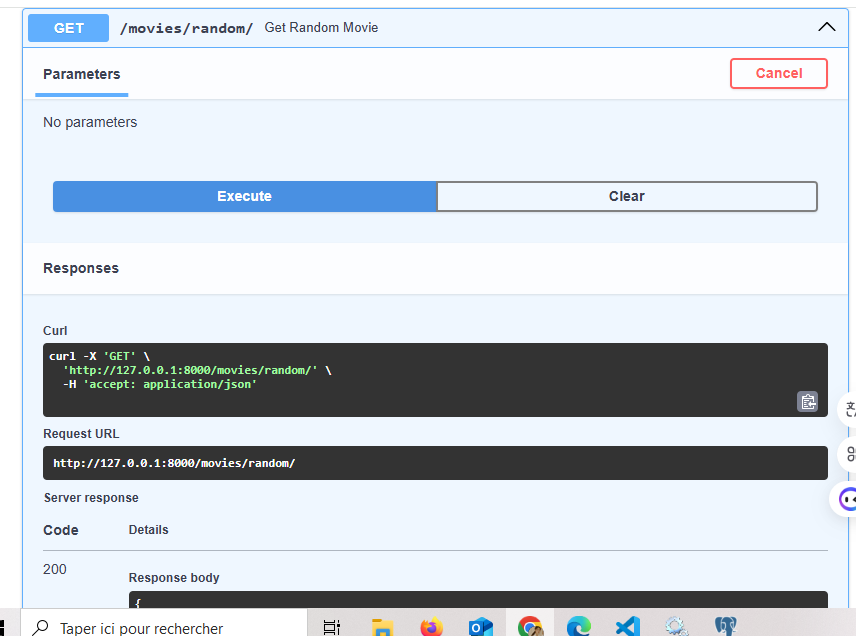 GET /movies/random/ Get Random Movie
Parameters
Cancel
No parameters
Execute
Clear
Responses
Curl
curl -X 'GET' \
'http://127.0.0.1:8000/movies/random/' \
-H 'accept: application/json'
Request URL
http://127.0.0.1:8000/movies/random/
Server response
Code Details
200
Response body
{
Taper ici pour rechercher